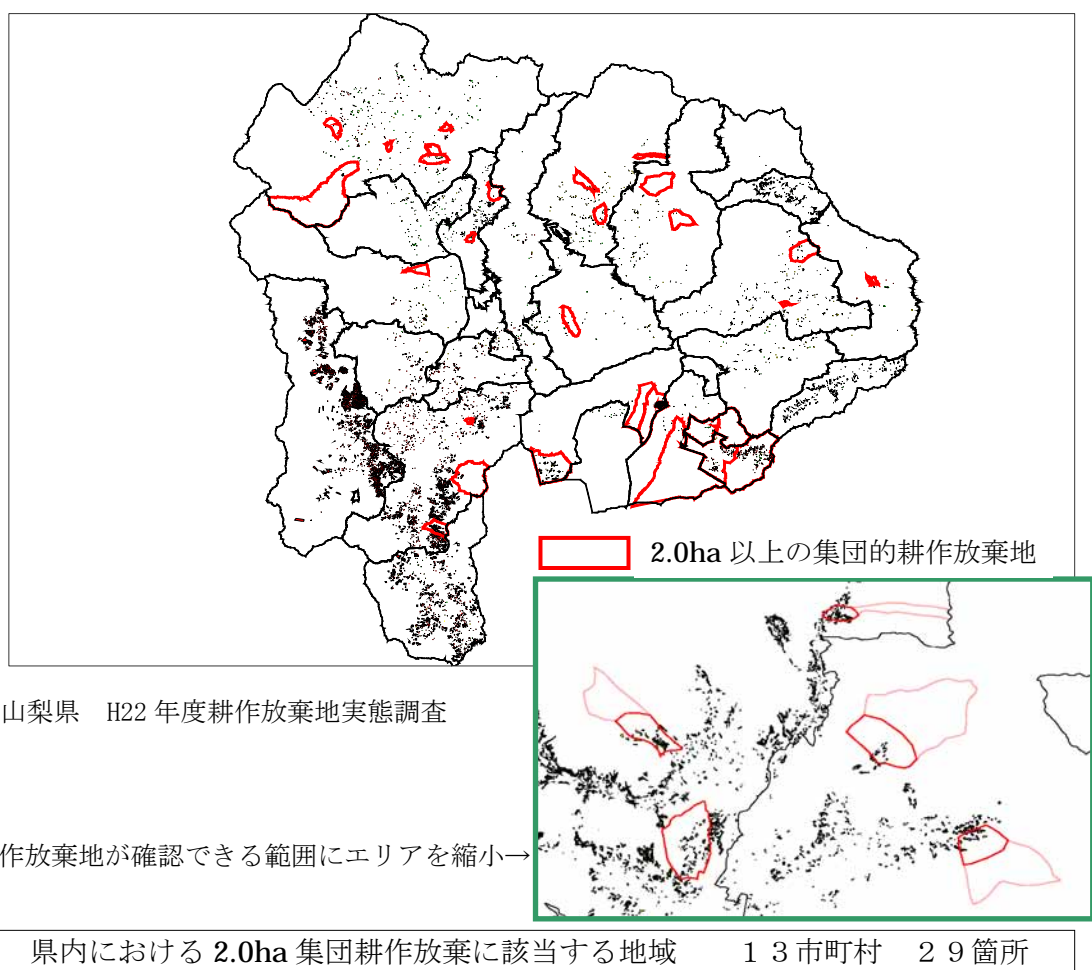 2.0ha 以上の集団的耕作放棄地
山梨県　H22 年度耕作放棄地実態調査
作放棄地が確認できる範囲にエリアを縮小→
県内における 2.0ha 集団耕作放棄に該当する地域　　１３市町村　２９箇所